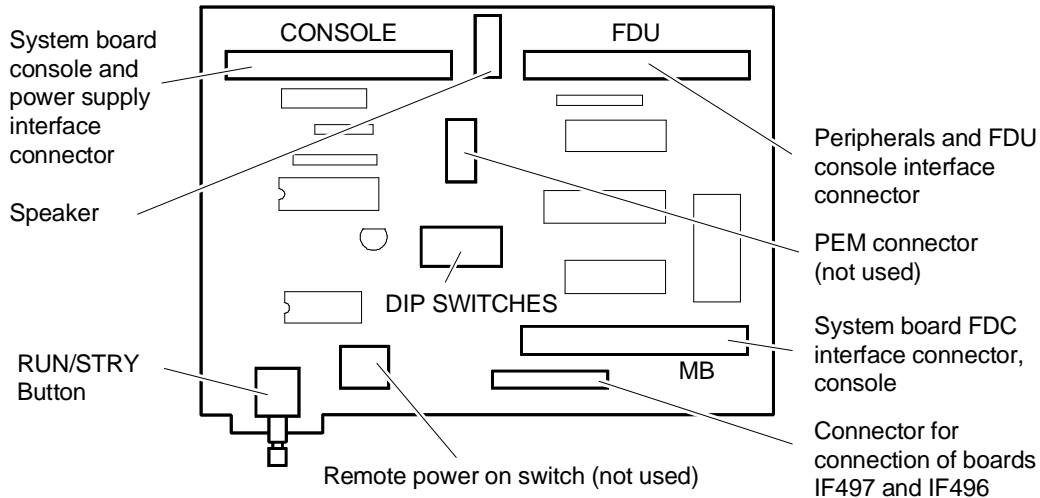 System board
console and
power supply
interface
connector
Speaker
RUN/STRY
Button
CONSOLE
FDU
DIP SWITCHES
MB
Remote power on switch (not used)
Peripherals and FDU
console interface
connector
PEM connector
(not used)
System board FDC
interface connector,
console
Connector for
connection of boards
IF497 and IF496